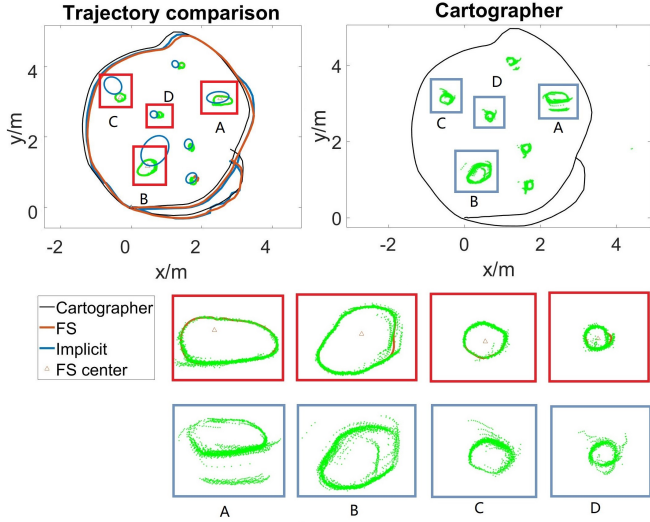 Trajectory comparison
Cartographer
4
2
0
y/m
-2
0
2
4
x/m
A
B
C
D
4
2
0
y/m
-2
0
2
4
x/m
A
B
C
D
Cartographer
FS
Implicit
FS center
A
B
C
D